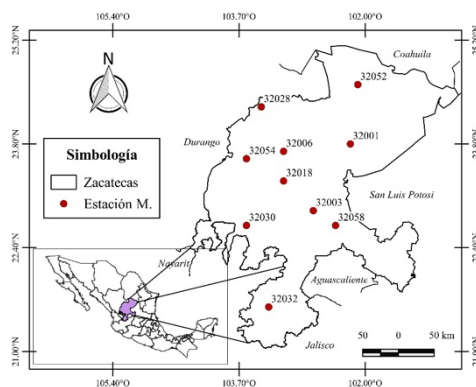 105.40°O 103.70°O 102.00°O
25.20°N
25.20°N
N
Coahuila
32052
32028
Durango
23.80°N
23.80°N
32001
32006
32054
32018
Simbología
Zacatecas
Estación M.
San Luis Potosi
32003
32058
32030
22.40°N
22.40°N
Nayarit
Aguascaliente
32032
21.00°N
21.00°N
Jalisco
50 0 50 km
105.40°O 103.70°O 102.00°O